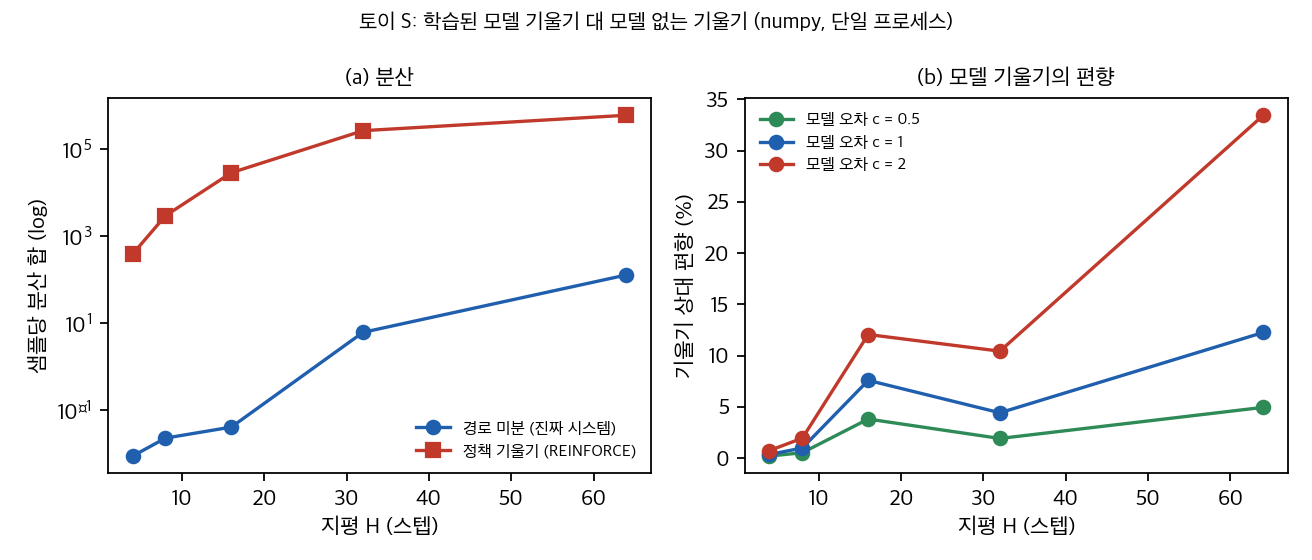 토이 S: 학습된 모델 기울기 대 모델 없는 기울기 (numpy, 단일 프로세스)
(a) 분산
샘플당 분산 합 (log)
10⁵
10³
10¹
10¤¹
경로 미분 (진짜 시스템)
정책 기울기 (REINFORCE)
10 20 30 40 50 60
지평 H (스텝)
(b) 모델 기울기의 편향
기울기 상대 편향 (%)
35
30
25
20
15
10
5
0
모델 오차 c = 0.5
모델 오차 c = 1
모델 오차 c = 2
10 20 30 40 50 60
지평 H (스텝)